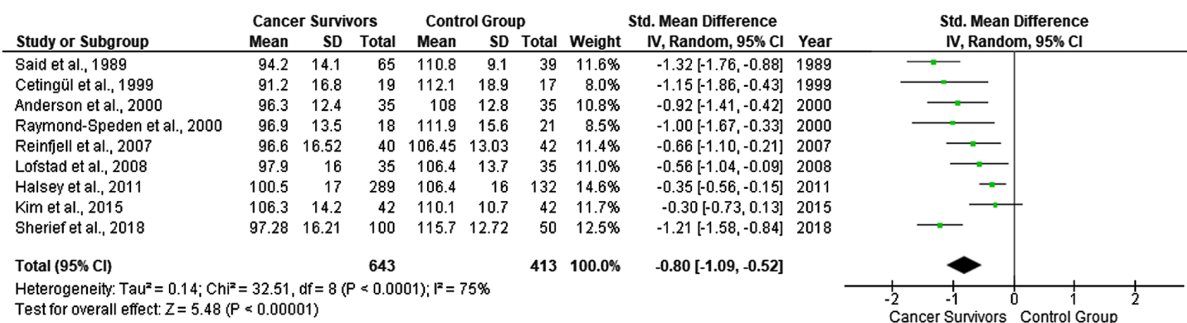 Cancer Survivors Control Group Std. Mean Difference Std. Mean Difference
Study or Subgroup Mean SD Total Mean SD Total Weight IV, Random, 95% CI Year IV, Random, 95% CI
Said et al., 1989 94.2 14.1 65 110.8 9.1 39 11.6% -1.32 [-1.76, -0.88] 1989
Cetingül et al., 1999 91.2 16.8 19 112.1 18.9 17 8.0% -1.15 [-1.86, -0.43] 1999
Anderson et al., 2000 96.3 12.4 35 108 12.8 35 10.8% -0.92 [-1.41, -0.42] 2000
Raymond-Speden et al., 2000 96.9 13.5 18 111.9 15.6 21 8.5% -1.00 [-1.67, -0.33] 2000
Reinfjell et al., 2007 96.6 16.52 40 106.45 13.03 42 11.4% -0.66 [-1.10, -0.21] 2007
Lofstad et al., 2008 97.9 16 35 106.4 13.7 35 11.0% -0.56 [-1.04, -0.09] 2008
Halsey et al., 2011 100.5 17 289 106.4 16 132 14.6% -0.35 [-0.56, -0.15] 2011
Kim et al., 2015 106.3 14.2 42 110.1 10.7 42 11.7% -0.30 [-0.73, 0.13] 2015
Sherief et al., 2018 97.28 16.21 100 115.7 12.72 50 12.5% -1.21 [-1.58, -0.84] 2018
Total (95% CI) 643 413 100.0% -0.80 [-1.09, -0.52]
Heterogeneity: Tau² = 0.14; Chi² = 32.51, df = 8 (P < 0.0001); I² = 75%
Test for overall effect: Z = 5.48 (P < 0.00001)
-2 -1 0 1 2
Cancer Survivors Control Group